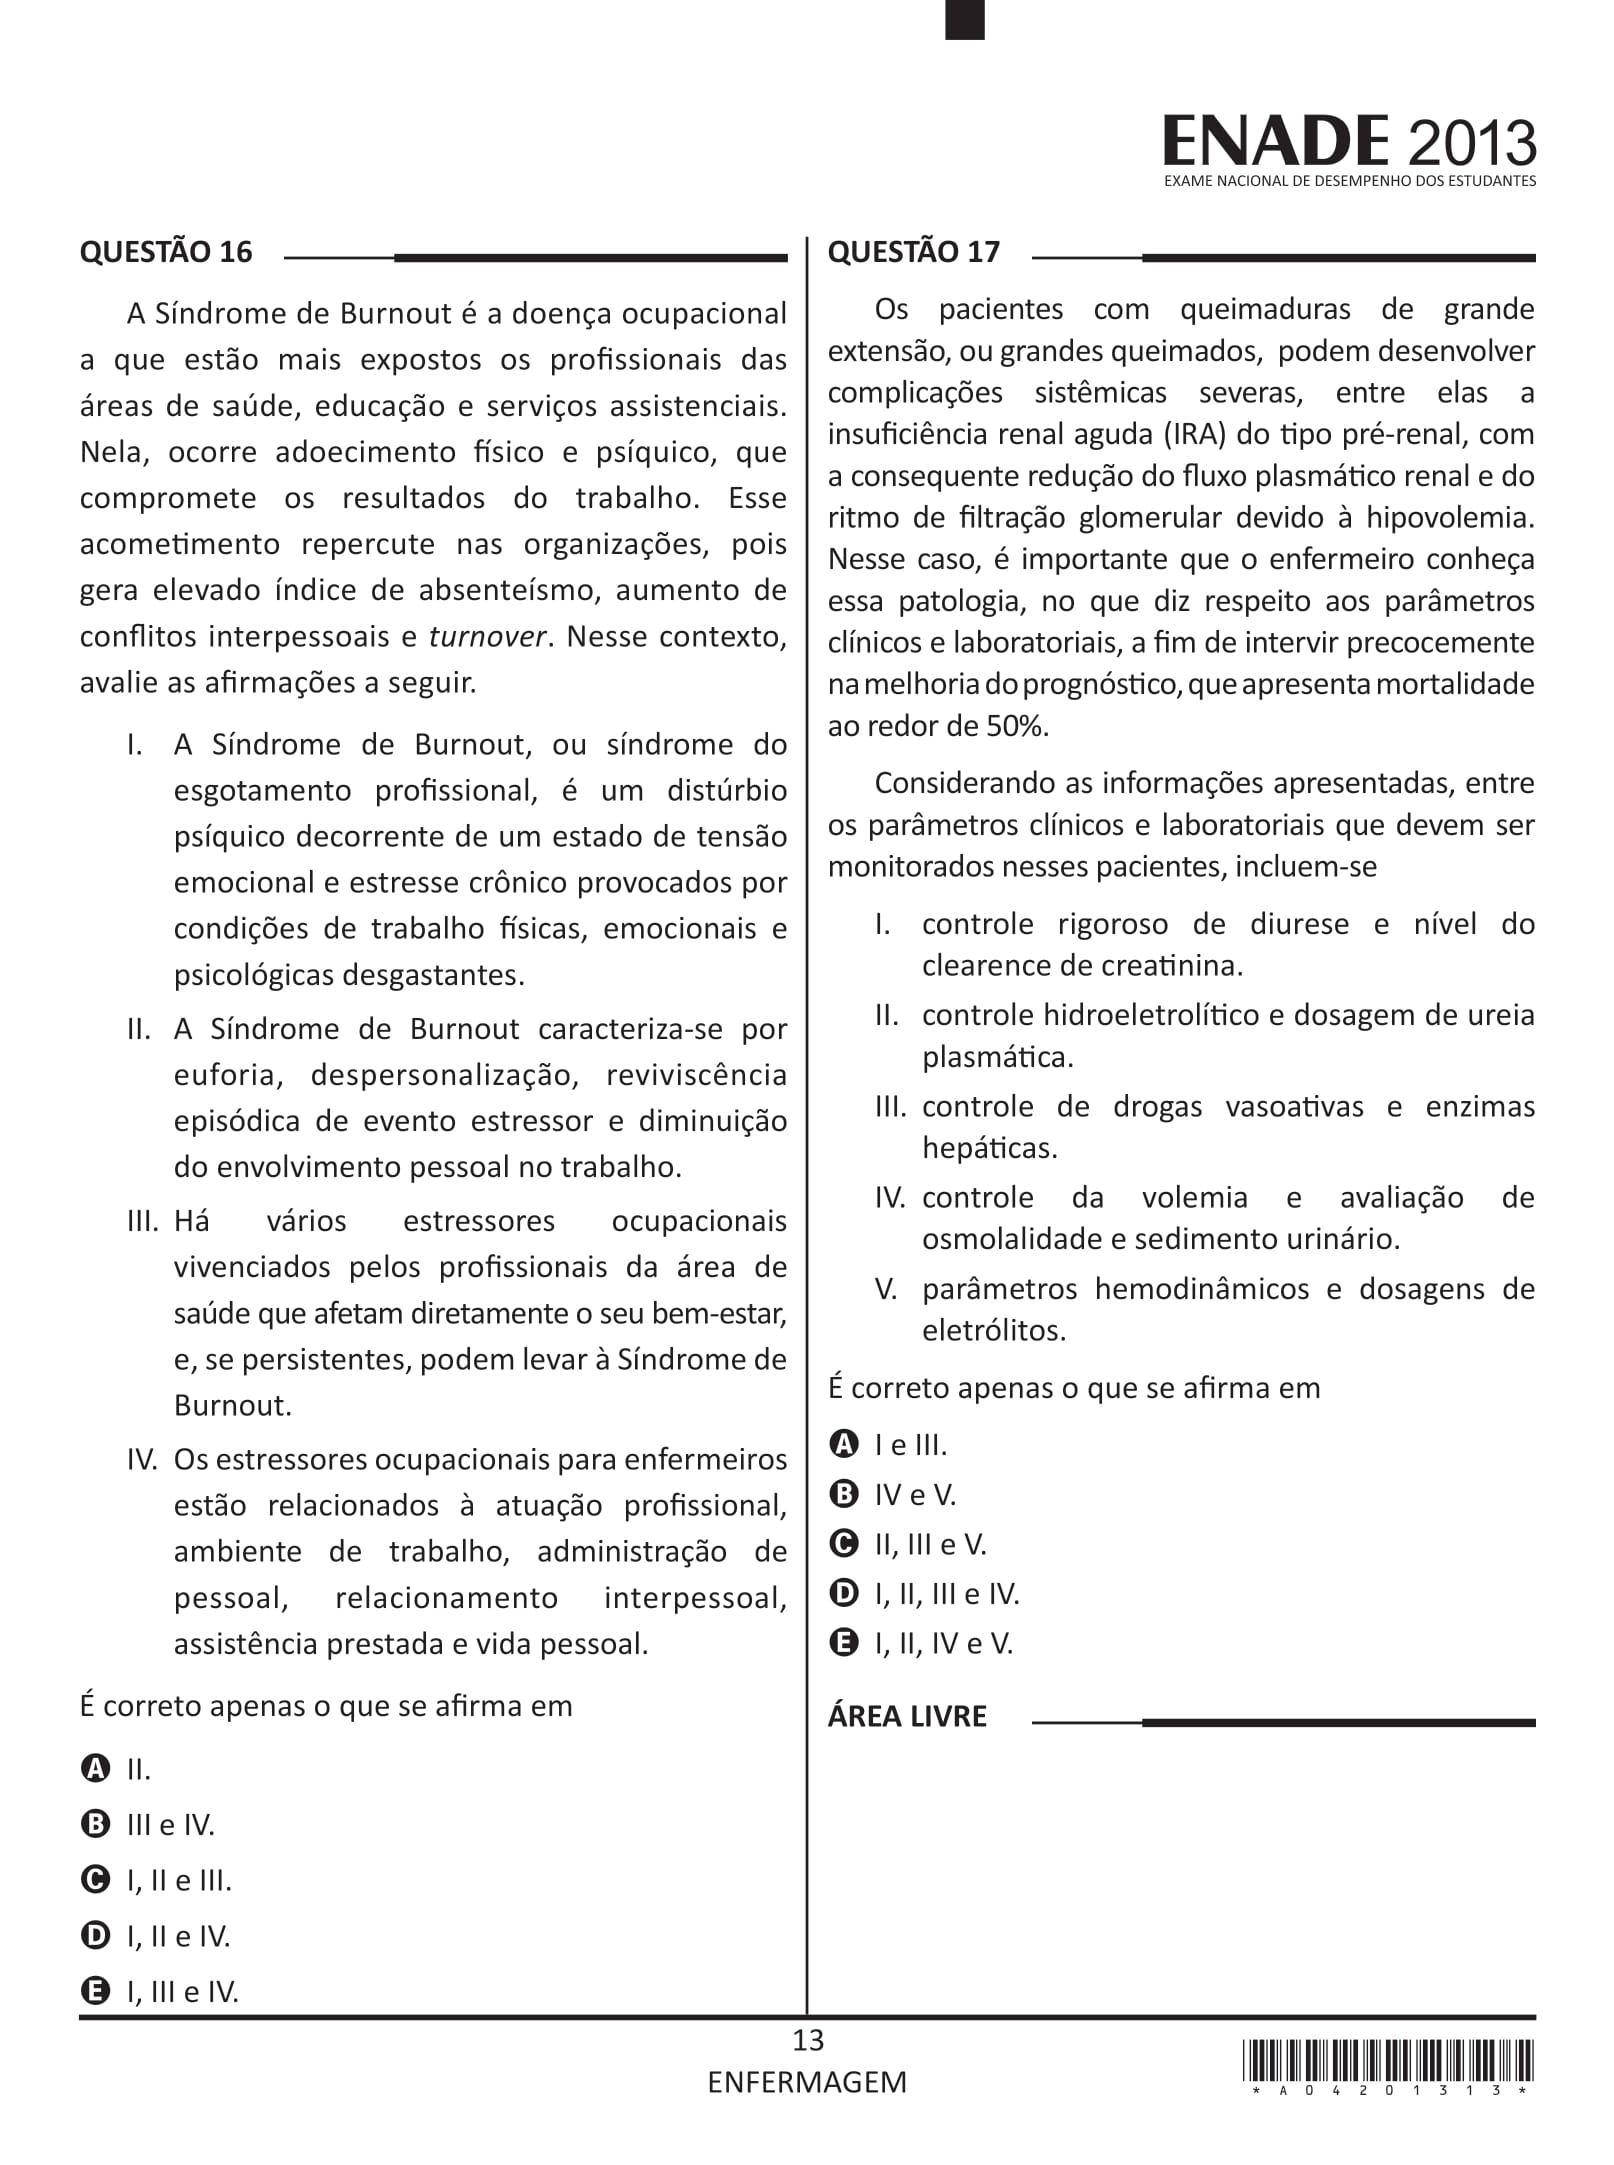 ENADE 2013
EXAME NACIONAL DE DESEMPENHO DOS ESTUDANTES
QUESTÃO 16
A Síndrome de Burnout é a doença ocupacional
a que estão mais expostos os profissionais das
áreas de saúde, educação e serviços assistenciais.
Nela, ocorre adoecimento físico e psíquico, que
compromete os resultados do trabalho. Esse
acometimento repercute nas organizações, pois
gera elevado índice de absenteísmo, aumento de
conflitos interpessoais e turnover. Nesse contexto,
avalie as afirmações a seguir.
I. A Síndrome de Burnout, ou síndrome do
esgotamento profissional, é um distúrbio
psíquico decorrente de um estado de tensão
emocional e estresse crônico provocados por
condições de trabalho físicas, emocionais e
psicológicas desgastantes.
II. A Síndrome de Burnout caracteriza-se por
euforia, despersonalização, reviviscência
episódica de evento estressor e diminuição
do envolvimento pessoal no trabalho.
III. Há vários estressores ocupacionais
vivenciados pelos profissionais da área de
saúde que afetam diretamente o seu bem-estar,
e, se persistentes, podem levar à Síndrome de
Burnout.
IV. Os estressores ocupacionais para enfermeiros
estão relacionados à atuação profissional,
ambiente de trabalho, administração de
pessoal, relacionamento interpessoal,
assistência prestada e vida pessoal.
É correto apenas o que se afirma em
A II.
B III e IV.
C I, II e III.
D I, II e IV.
E I, III e IV.
QUESTÃO 17
Os pacientes com queimaduras de grande
extensão, ou grandes queimados, podem desenvolver
complicações sistêmicas severas, entre elas a
insuficiência renal aguda (IRA) do tipo pré-renal, com
a consequente redução do fluxo plasmático renal e do
ritmo de filtração glomerular devido à hipovolemia.
Nesse caso, é importante que o enfermeiro conheça
essa patologia, no que diz respeito aos parâmetros
clínicos e laboratoriais, a fim de intervir precocemente
na melhoria do prognóstico, que apresenta mortalidade
ao redor de 50%.
Considerando as informações apresentadas, entre
os parâmetros clínicos e laboratoriais que devem ser
monitorados nesses pacientes, incluem-se
I. controle rigoroso de diurese e nível do
clearence de creatinina.
II. controle hidroeletrolítico e dosagem de ureia
plasmática.
III. controle de drogas vasoativas e enzimas
hepáticas.
IV. controle da volemia e avaliação de
osmolalidade e sedimento urinário.
V. parâmetros hemodinâmicos e dosagens de
eletrólitos.
É correto apenas o que se afirma em
A I e III.
B IV e V.
C II, III e V.
D I, II, III e IV.
E I, II, IV e V.
ÁREA LIVRE
13
ENFERMAGEM
* A 0 4 2 0 1 3 1 3 *